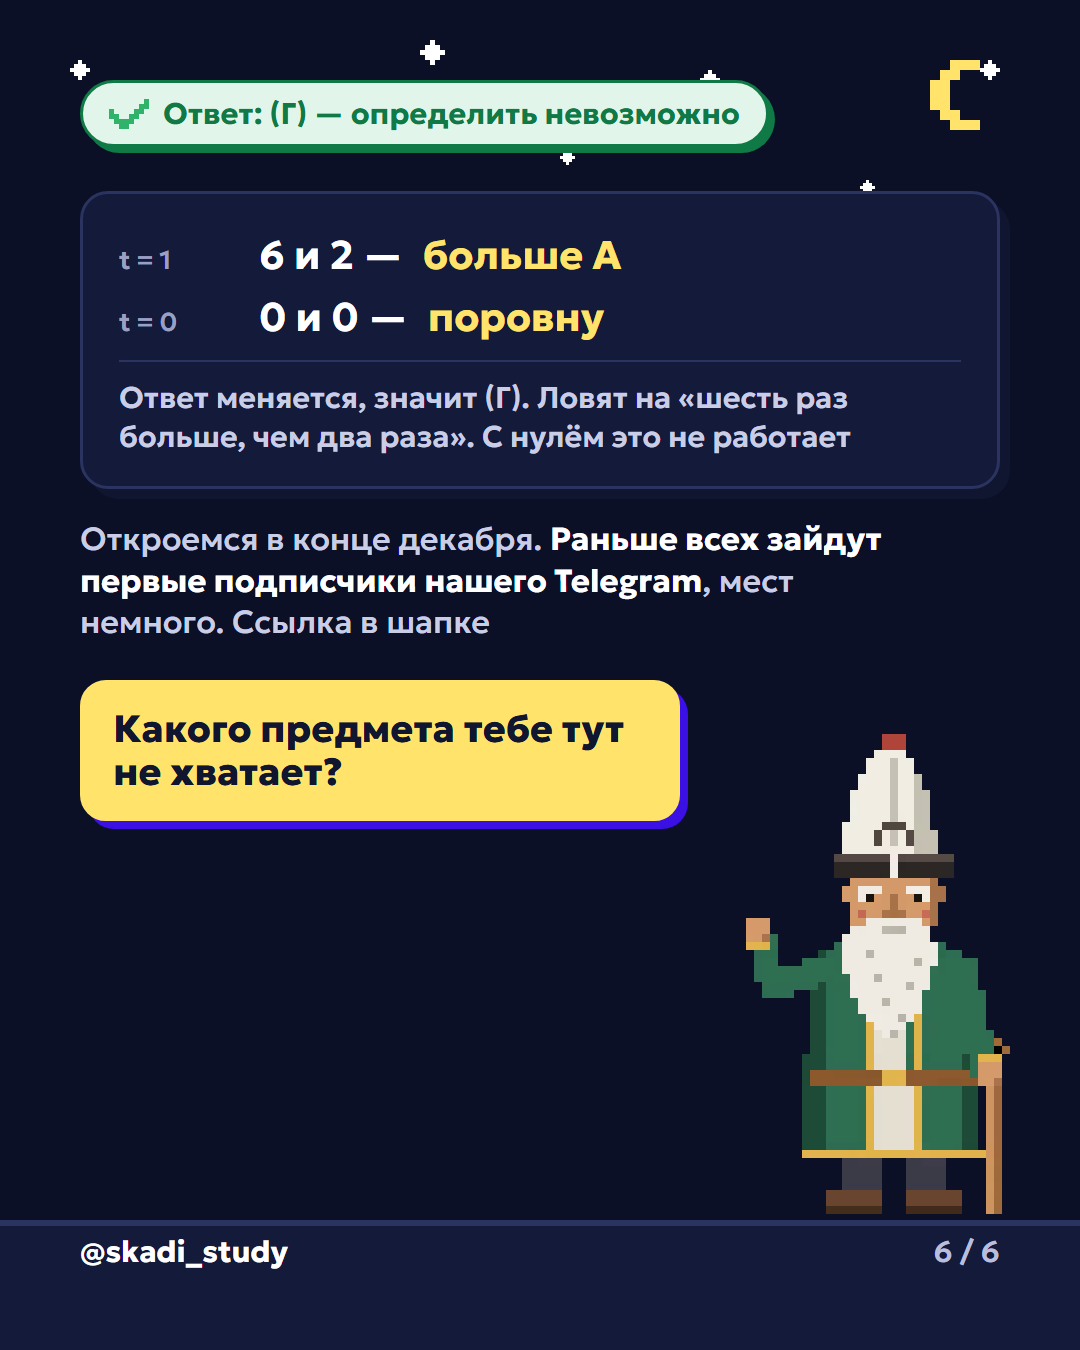 Ответ: (Г) — определить невозможно
t = 1 6 и 2 — больше А
t = 0 0 и 0 — поровну
Ответ меняется, значит (Г). Ловят на «шесть раз
больше, чем два раза». С нулём это не работает
Откроемся в конце декабря. Раньше всех зайдут
первые подписчики нашего Telegram, мест
немного. Ссылка в шапке
Какого предмета тебе тут
не хватает?
@skadi_study 6 / 6